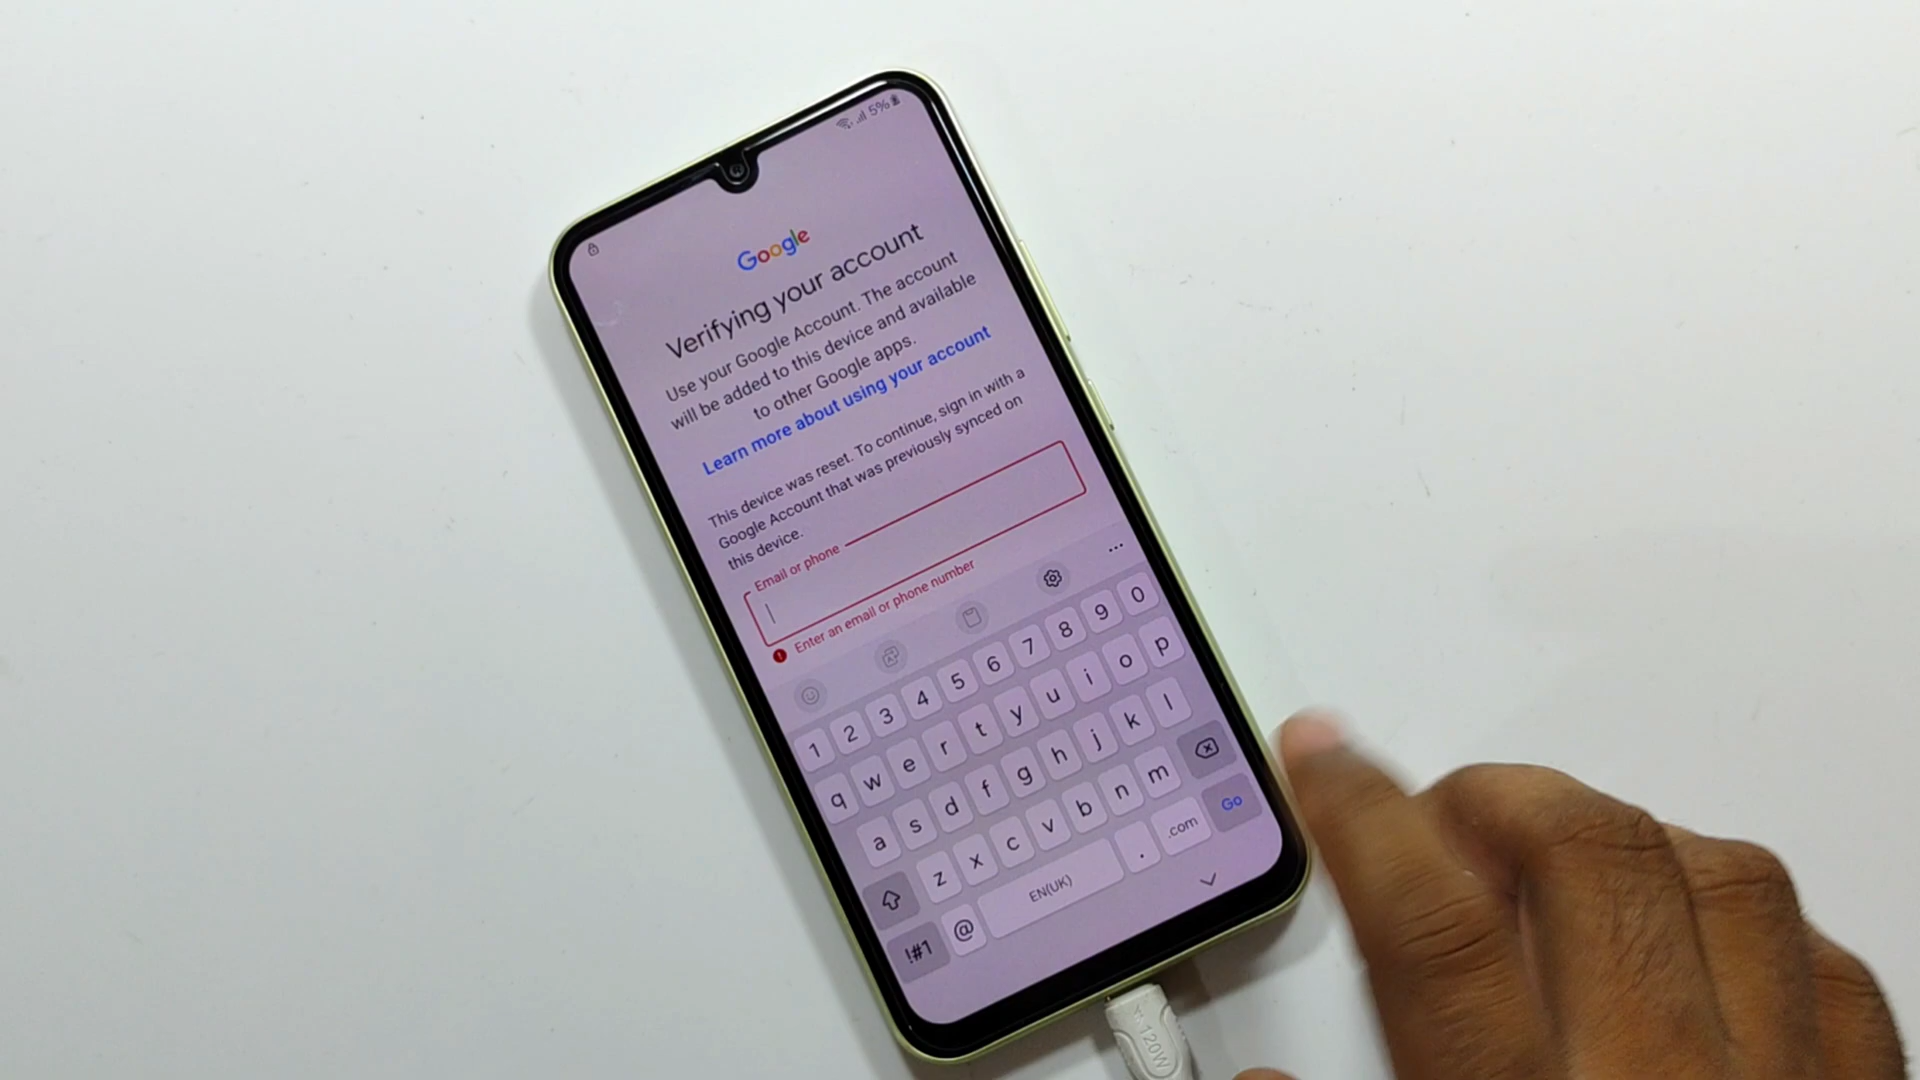 5%
Google
Verifying your account
Use your Google Account. The account
will be added to this device and available
to other Google apps.
Learn more about using your account
This device was reset. To continue, sign in with a
Google Account that was previously synced on
this device.
Email or phone
Enter an email or phone number
1 2 3 4 5 6 7 8 9 0
q w e r t y u i o p
a s d f g h j k l
z x c v b n m
!#1 @ EN(UK) . .com Go
120W